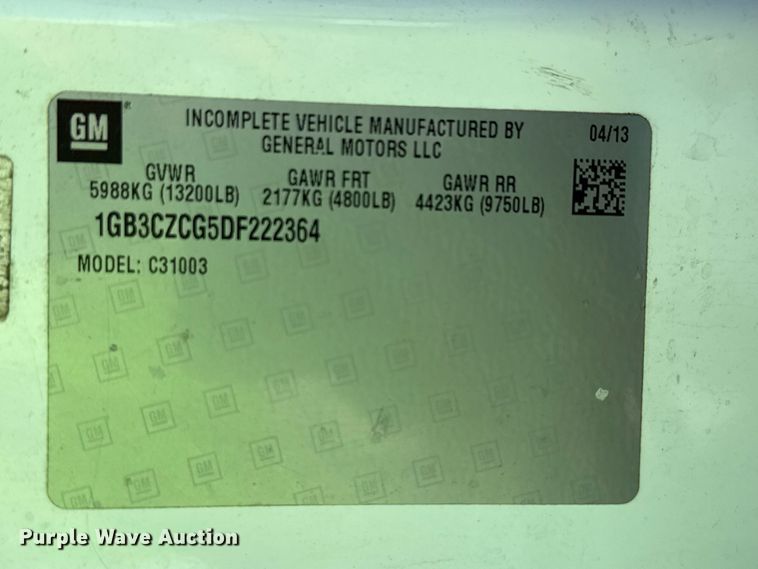 GM
INCOMPLETE VEHICLE MANUFACTURED BY
GENERAL MOTORS LLC
04/13
GVWR
5988KG (13200LB)
GAWR FRT
2177KG (4800LB)
GAWR RR
4423KG (9750LB)
1GB3CZCG5DF222364
MODEL: C31003
Purple Wave Auction